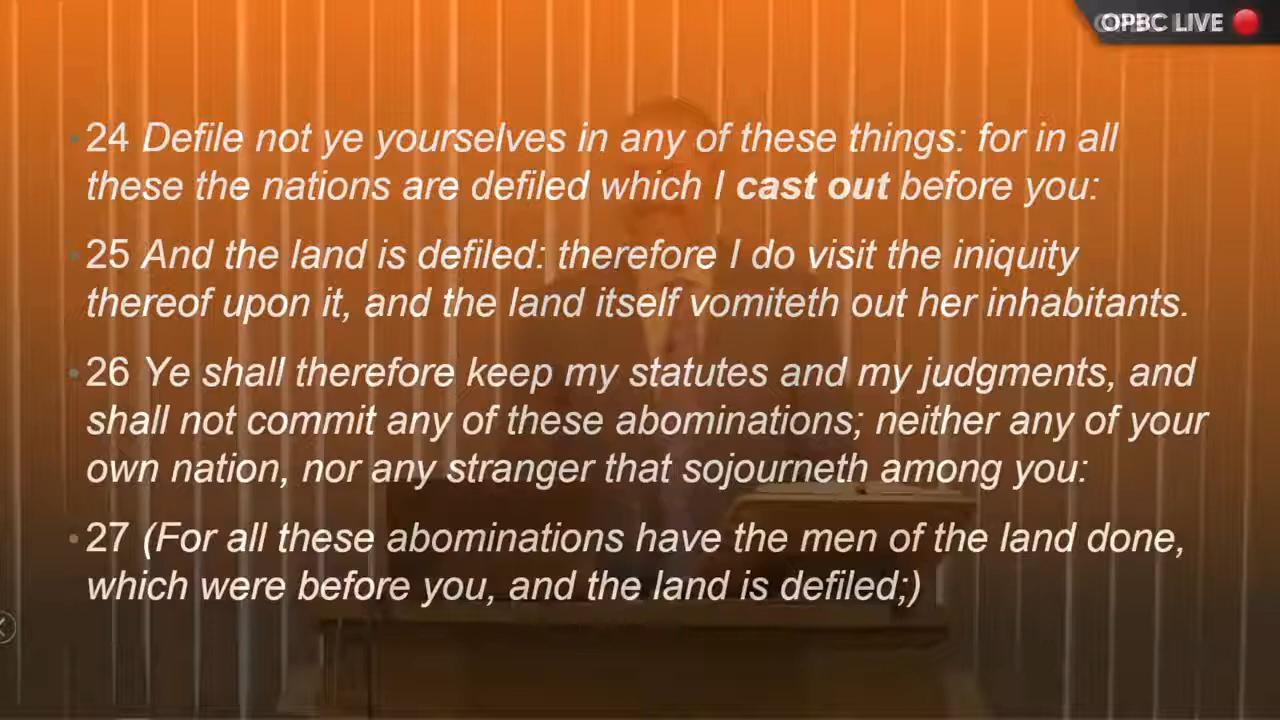 OPBC LIVE
• 24 Defile not ye yourselves in any of these things: for in all
these the nations are defiled which I cast out before you:
• 25 And the land is defiled: therefore I do visit the iniquity
thereof upon it, and the land itself vomiteth out her inhabitants.
• 26 Ye shall therefore keep my statutes and my judgments, and
shall not commit any of these abominations; neither any of your
own nation, nor any stranger that sojourneth among you:
• 27 (For all these abominations have the men of the land done,
which were before you, and the land is defiled;)